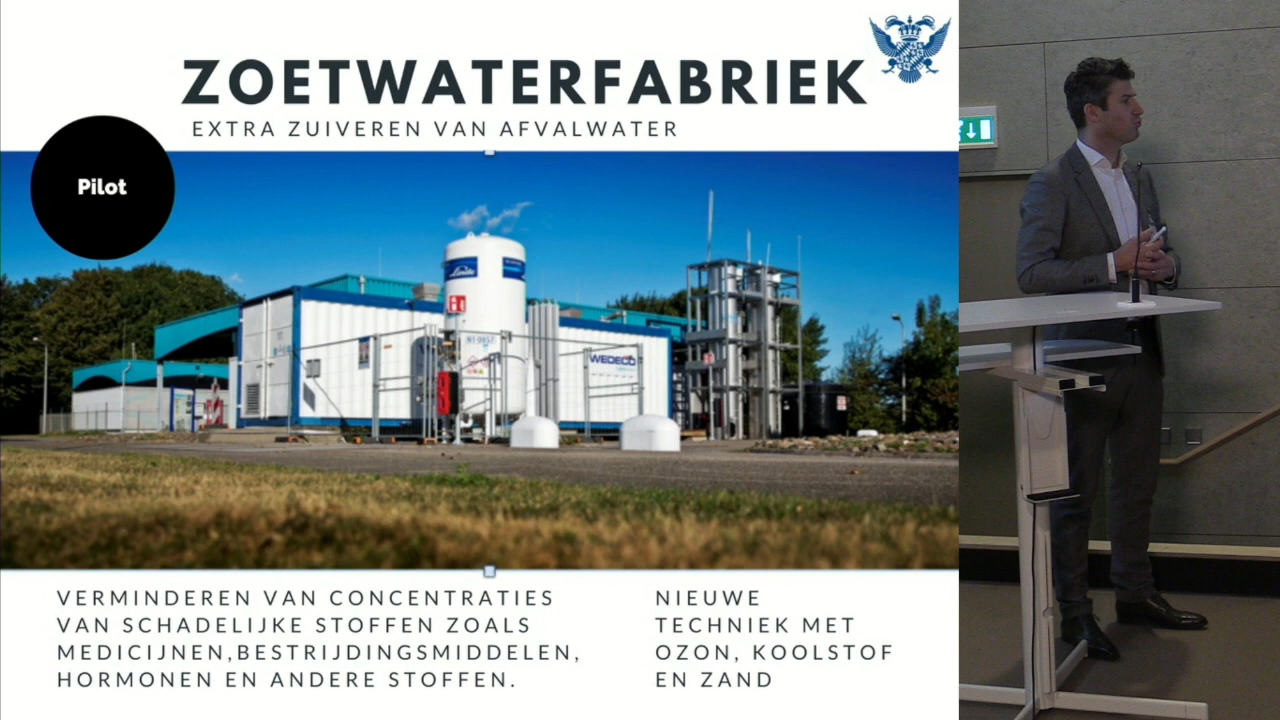 ZOETWATERFABRIEK
EXTRA ZUIVEREN VAN AFVALWATER
Pilot
Linde
WEDECO
VERMINDEREN VAN CONCENTRATIES
VAN SCHADELIJKE STOFFEN ZOALS
MEDICIJNEN,BESTRIJDINGSMIDDELEN,
HORMONEN EN ANDERE STOFFEN.
NIEUWE
TECHNIEK MET
OZON, KOOLSTOF
EN ZAND